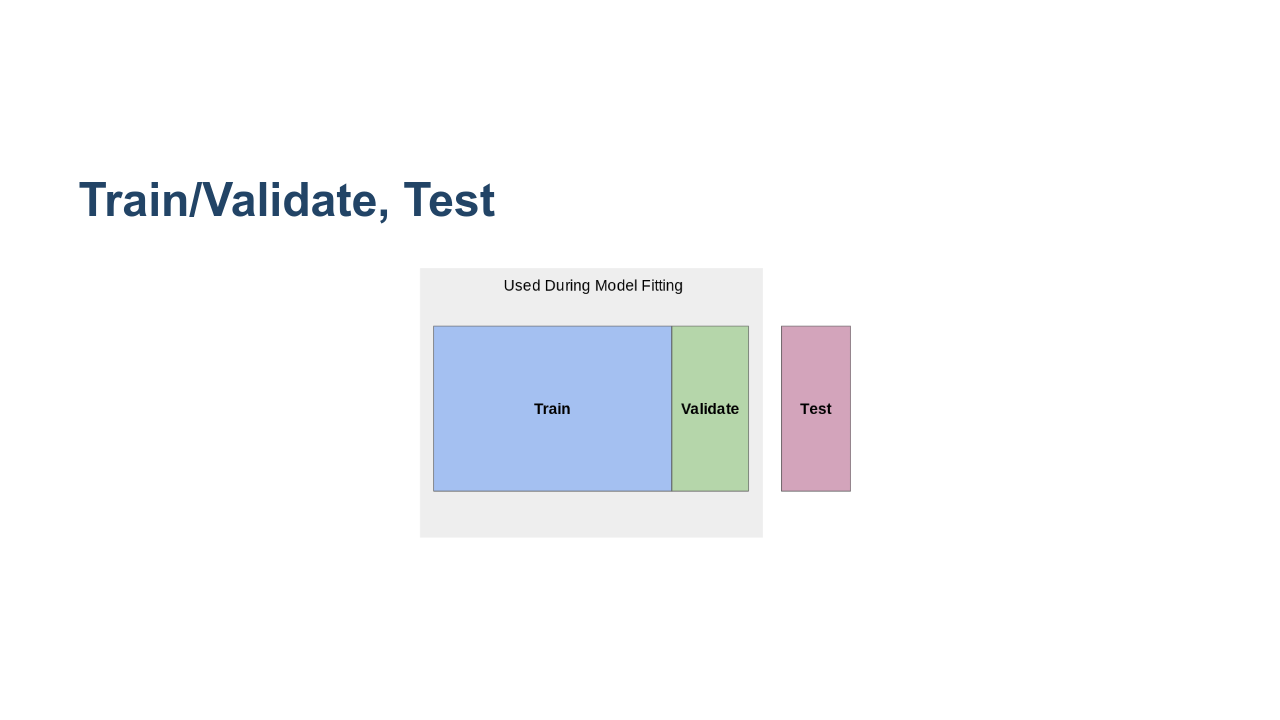 Train/Validate, Test
Used During Model Fitting
Train
Validate
Test